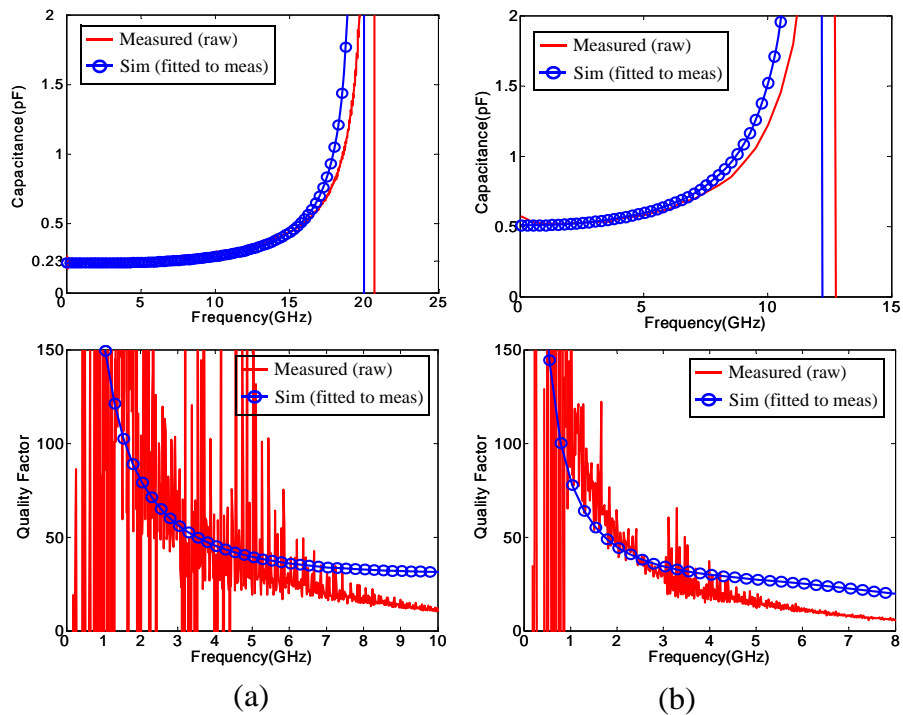 2
1.5
1
0.5
0.23
0
Capacitance(pF)
Measured (raw)
Sim (fitted to meas)
0
5
10
15
20
25
Frequency(GHz)
2
1.5
1
0.5
0
Capacitance(pF)
Measured (raw)
Sim (fitted to meas)
0
5
10
15
Frequency(GHz)
150
100
50
0
Quality Factor
Measured (raw)
Sim (fitted to meas)
0
1
2
3
4
5
6
7
8
9
10
Frequency(GHz)
150
100
50
0
Quality Factor
Measured (raw)
Sim (fitted to meas)
0
1
2
3
4
5
6
7
8
Frequency(GHz)
(a)
(b)